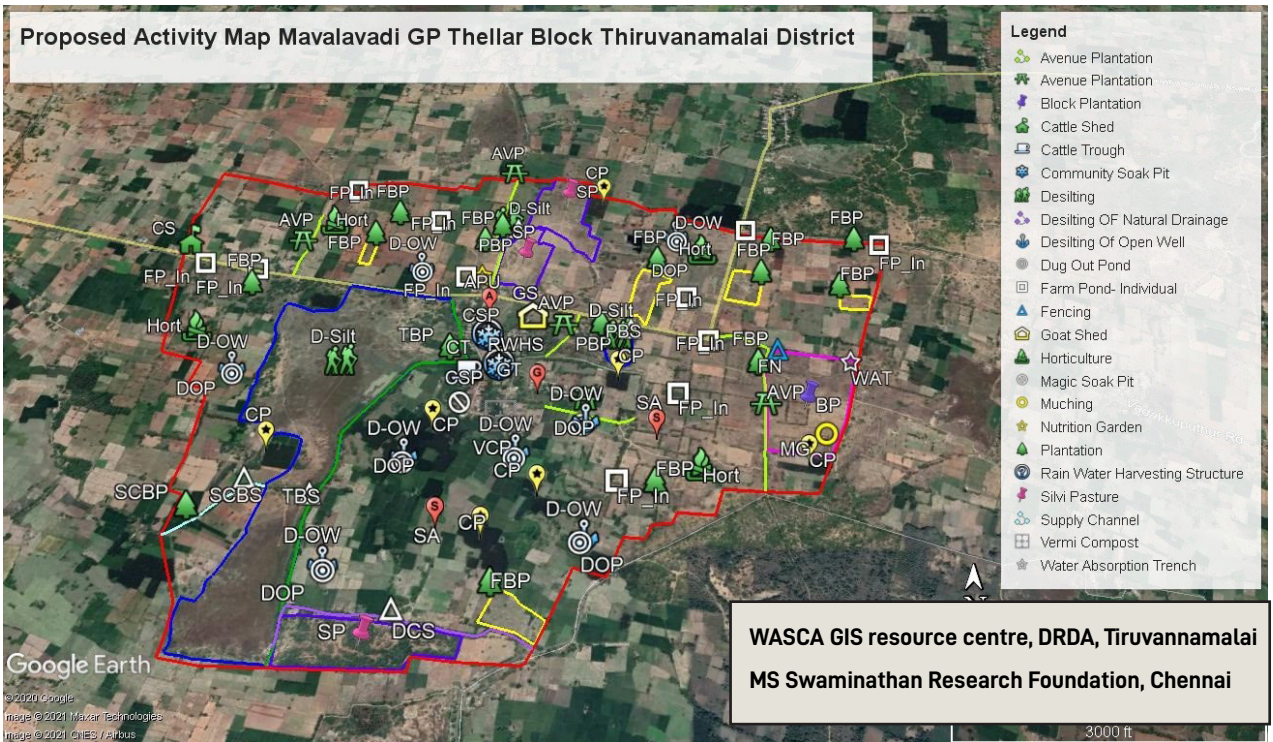 Proposed Activity Map Mavalavadi GP Thellar Block Thiruvanamalai District
Legend
Avenue Plantation
Avenue Plantation
Block Plantation
Cattle Shed
Cattle Trough
Community Soak Pit
Desilting
Desilting OF Natural Drainage
Desilting Of Open Well
Dug Out Pond
Farm Pond- Individual
Fencing
Goat Shed
Horticulture
Magic Soak Pit
Muching
Nutrition Garden
Plantation
Rain Water Harvesting Structure
Silvi Pasture
Supply Channel
Vermi Compost
Water Absorption Trench
AVP
CP
SP
FP_In
FBP
AVP
Hort
FBP
FP_In
FBP
D-Silt
SP
PBP
D-OW
CS
FP_In
FP_In
FBP
FP_In
APU
A
D-OW
FBP
Hort
DOP
FBP
FBP
FBP
FP_In
FBP
FP_In
GS
AVP
D-Silt
PBS
PBP
CP
CSP
RWHS
GT
CT
CSP
TBP
D-Silt
Hort
D-OW
DOP
CP
FP_In
FBP
FN
WAT
AVP
BP
MG
CP
G
D-OW
DOP
SA
S
FP_In
CP
D-OW
DOP
D-OW
VCP
CP
SCBP
SCBS
TBS
S
SA
CP
D-OW
DOP
FP_In
FBP
Hort
D-OW
DOP
FBP
SP
DCS
Google Earth
©2020 Google
Image © 2021 Maxar Technologies
Image © 2021 CNES / Airbus
WASCA GIS resource centre, DRDA, Tiruvannamalai
MS Swaminathan Research Foundation, Chennai
3000 ft